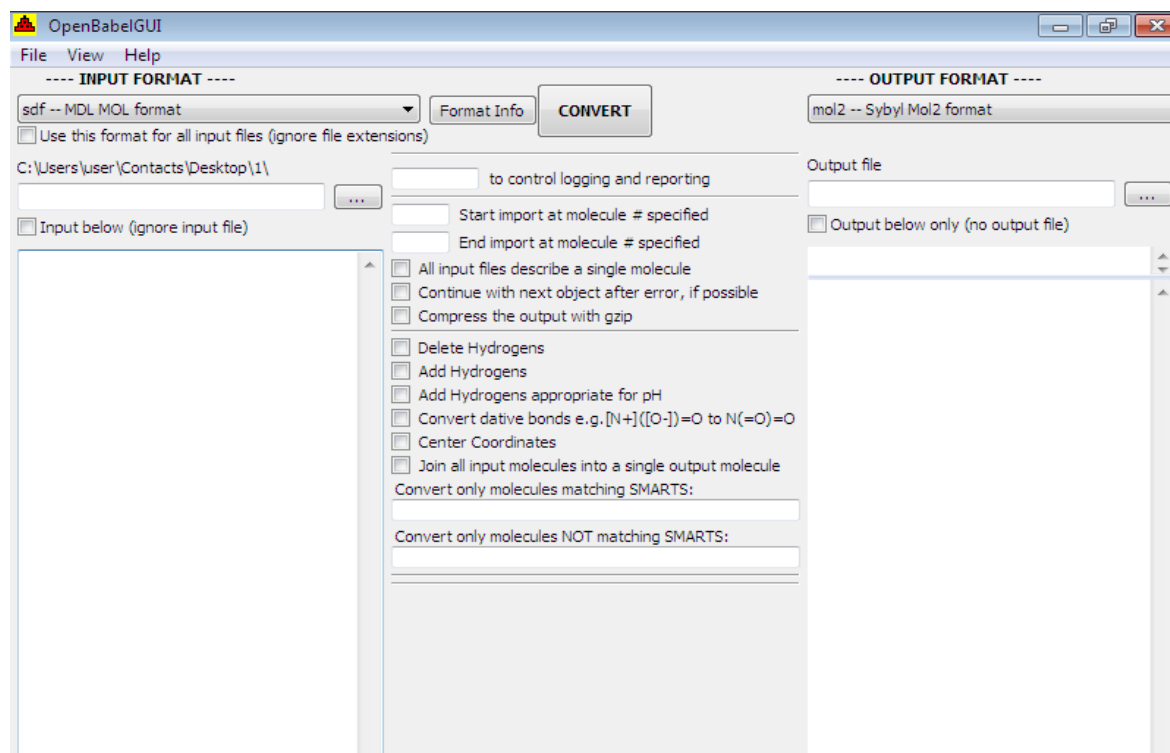 OpenBabelGUI
File View Help
---- INPUT FORMAT ----
sdf -- MDL MOL format
Format Info
CONVERT
Use this format for all input files (ignore file extensions)
C:\Users\user\Contacts\Desktop\1\
...
Input below (ignore input file)
to control logging and reporting
Start import at molecule # specified
End import at molecule # specified
All input files describe a single molecule
Continue with next object after error, if possible
Compress the output with gzip
Delete Hydrogens
Add Hydrogens
Add Hydrogens appropriate for pH
Convert dative bonds e.g.[N+]([O-])=O to N(=O)=O
Center Coordinates
Join all input molecules into a single output molecule
Convert only molecules matching SMARTS:
Convert only molecules NOT matching SMARTS:
---- OUTPUT FORMAT ----
mol2 -- Sybyl Mol2 format
Output file
...
Output below only (no output file)